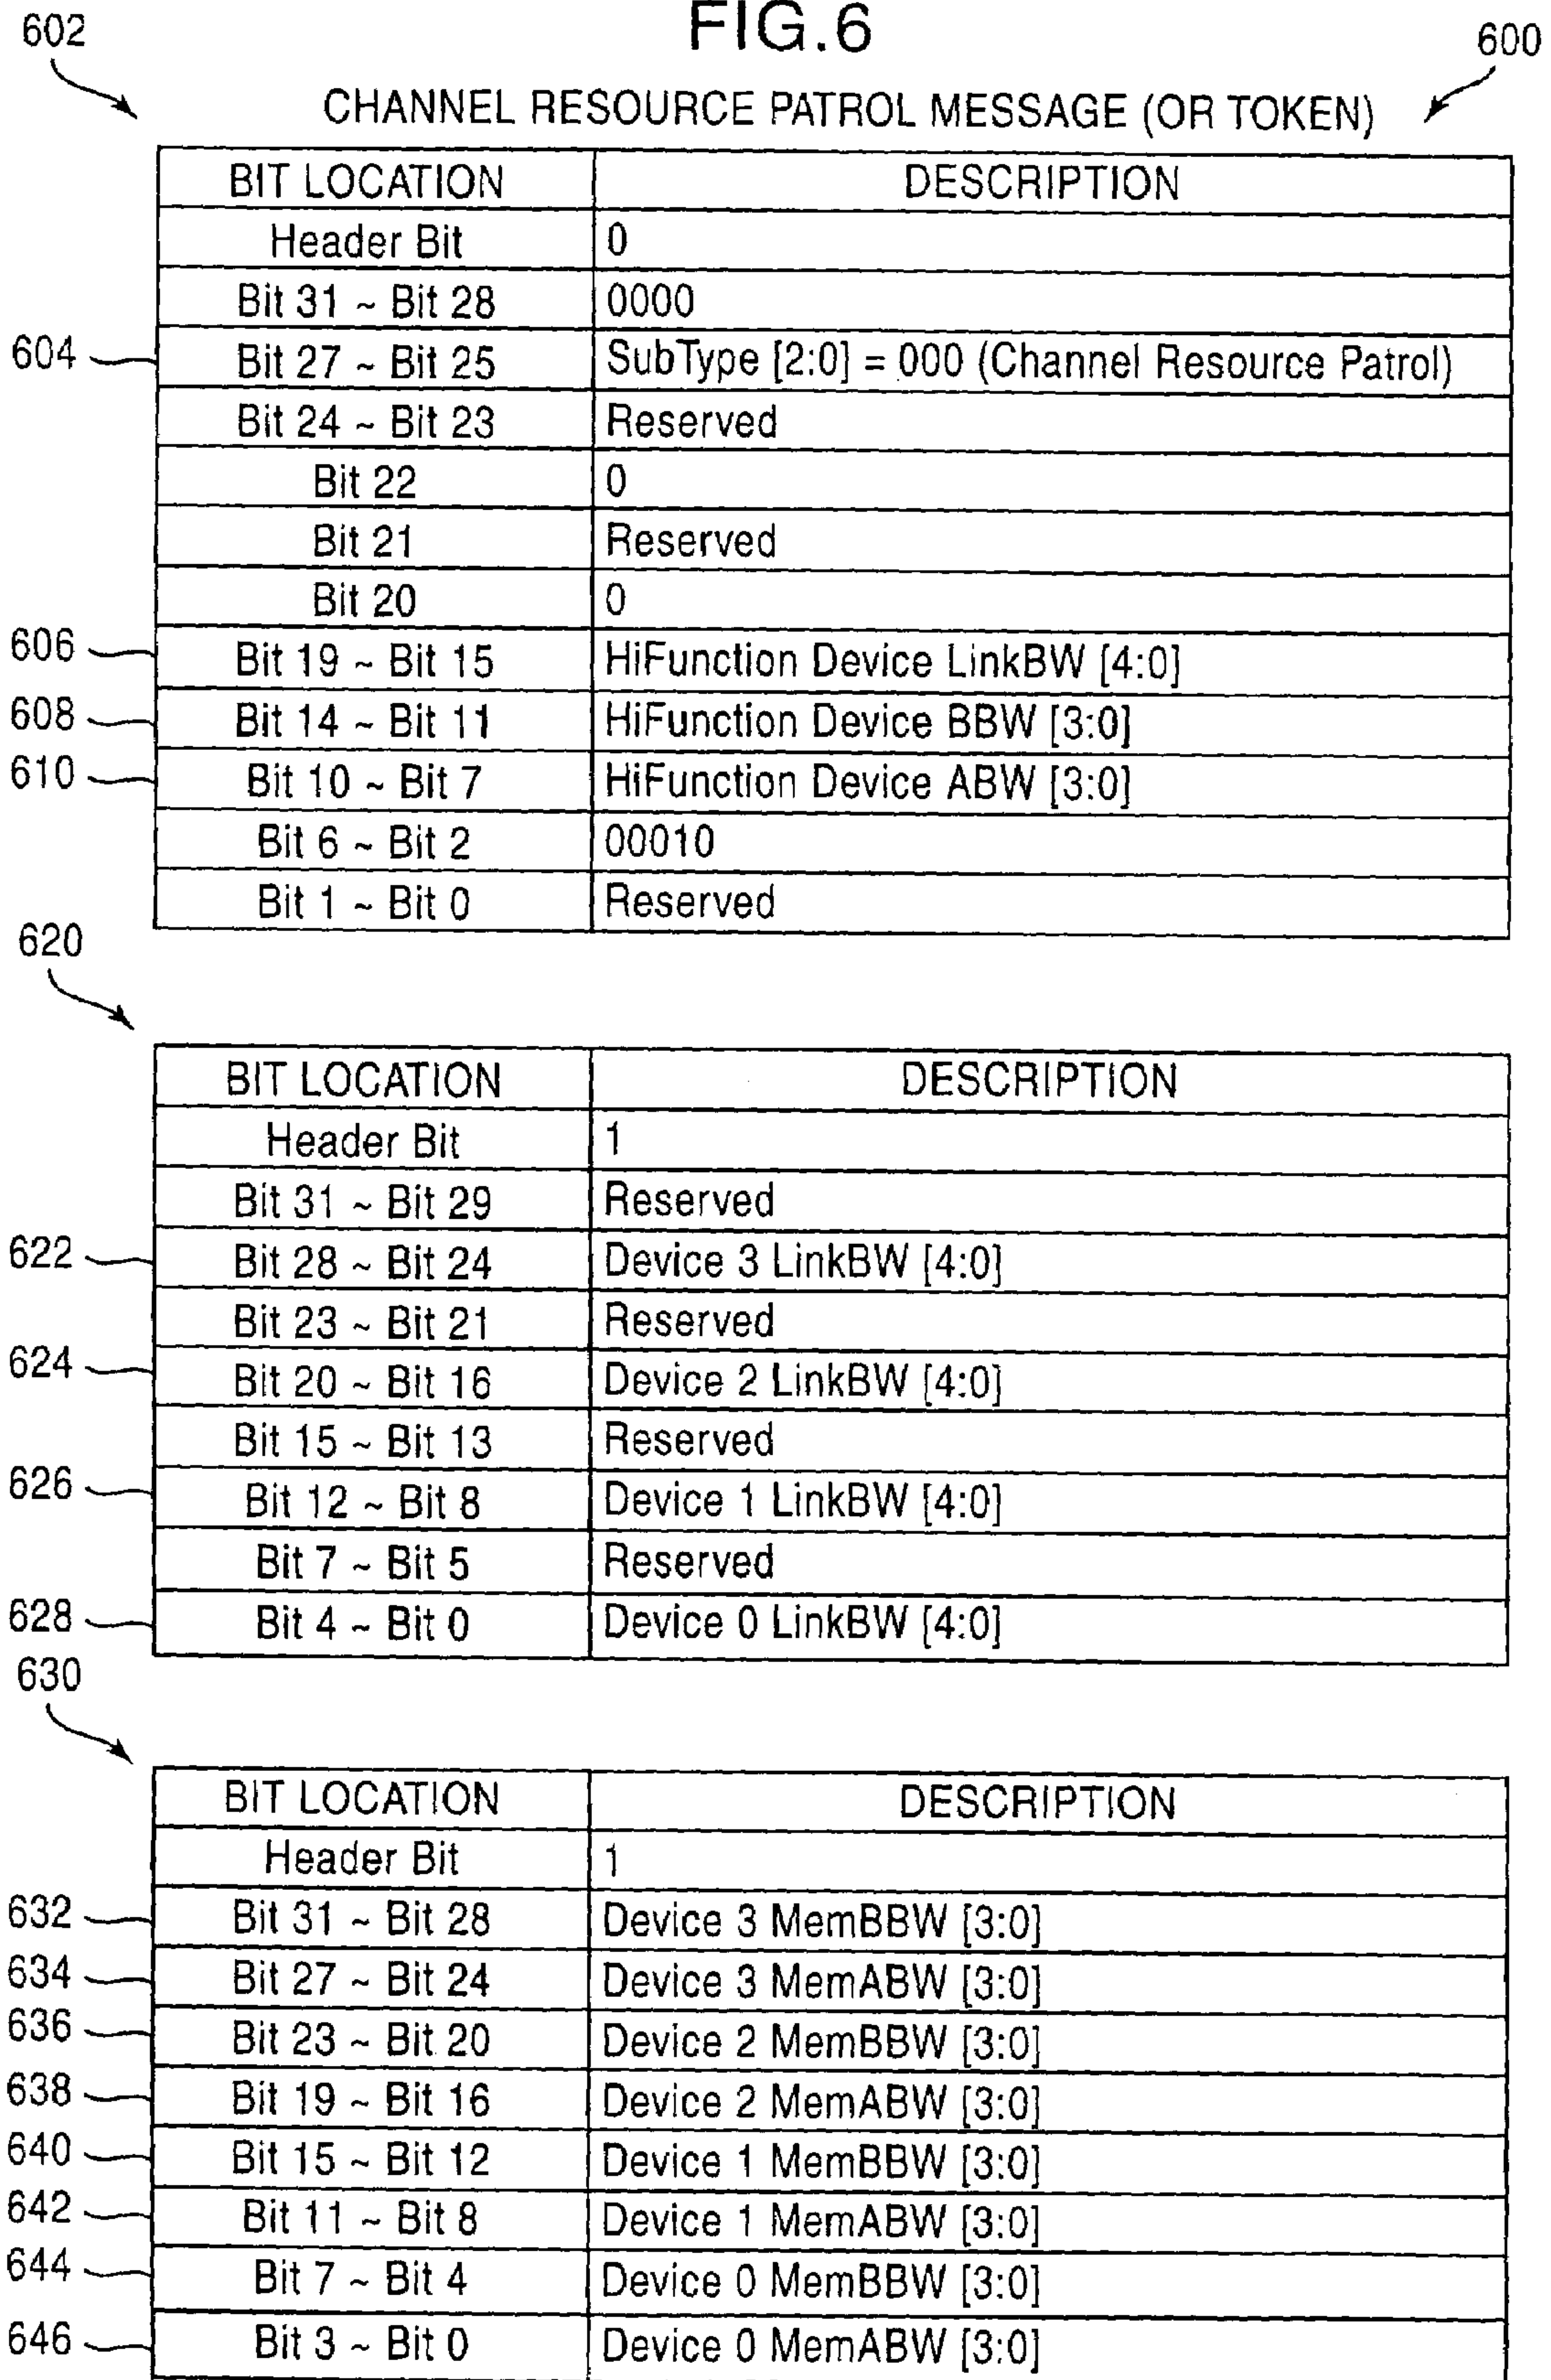 FIG.6
602
600
CHANNEL RESOURCE PATROL MESSAGE (OR TOKEN)
BIT LOCATION DESCRIPTION
Header Bit 0
Bit 31 ~ Bit 28 0000
604 Bit 27 ~ Bit 25 SubType [2:0] = 000 (Channel Resource Patrol)
Bit 24 ~ Bit 23 Reserved
Bit 22 0
Bit 21 Reserved
Bit 20 0
606 Bit 19 ~ Bit 15 HiFunction Device LinkBW [4:0]
608 Bit 14 ~ Bit 11 HiFunction Device BBW [3:0]
610 Bit 10 ~ Bit 7 HiFunction Device ABW [3:0]
Bit 6 ~ Bit 2 00010
Bit 1 ~ Bit 0 Reserved
620
BIT LOCATION DESCRIPTION
Header Bit 1
Bit 31 ~ Bit 29 Reserved
622 Bit 28 ~ Bit 24 Device 3 LinkBW [4:0]
Bit 23 ~ Bit 21 Reserved
624 Bit 20 ~ Bit 16 Device 2 LinkBW [4:0]
Bit 15 ~ Bit 13 Reserved
626 Bit 12 ~ Bit 8 Device 1 LinkBW [4:0]
Bit 7 ~ Bit 5 Reserved
628 Bit 4 ~ Bit 0 Device 0 LinkBW [4:0]
630
BIT LOCATION DESCRIPTION
Header Bit 1
632 Bit 31 ~ Bit 28 Device 3 MemBBW [3:0]
634 Bit 27 ~ Bit 24 Device 3 MemABW [3:0]
636 Bit 23 ~ Bit 20 Device 2 MemBBW [3:0]
638 Bit 19 ~ Bit 16 Device 2 MemABW [3:0]
640 Bit 15 ~ Bit 12 Device 1 MemBBW [3:0]
642 Bit 11 ~ Bit 8 Device 1 MemABW [3:0]
644 Bit 7 ~ Bit 4 Device 0 MemBBW [3:0]
646 Bit 3 ~ Bit 0 Device 0 MemABW [3:0]